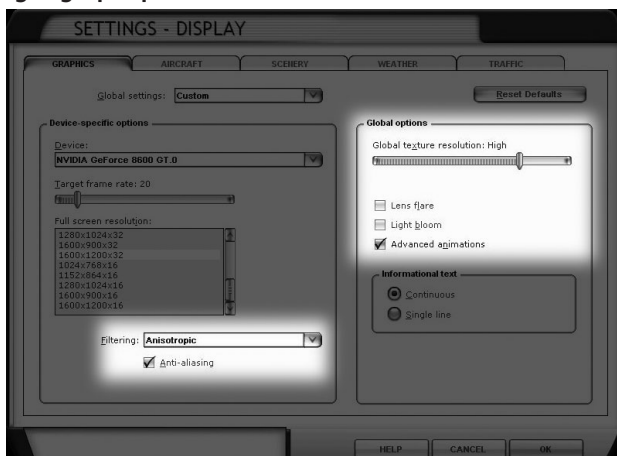 SETTINGS - DISPLAY
GRAPHICS AIRCRAFT SCENERY WEATHER TRAFFIC
Global settings: Custom
Reset Defaults
Device-specific options
Device:
NVIDIA GeForce 8600 GT.0
Target frame rate: 20
Full screen resolution:
1280x1024x32
1600x900x32
1600x1200x32
1024x768x16
1152x864x16
1280x1024x16
1600x900x16
1600x1200x16
Filtering: Anisotropic
Anti-aliasing
Global options
Global texture resolution: High
Lens flare
Light bloom
Advanced animations
Informational text
Continuous
Single line
HELP CANCEL OK